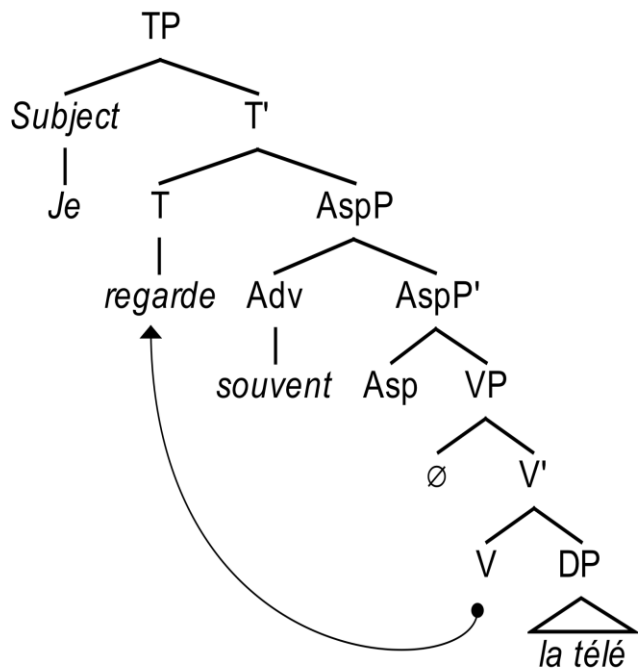 TP
Subject T'
Je T AspP
regarde Adv AspP'
souvent Asp VP
∅ V'
V DP
la télé